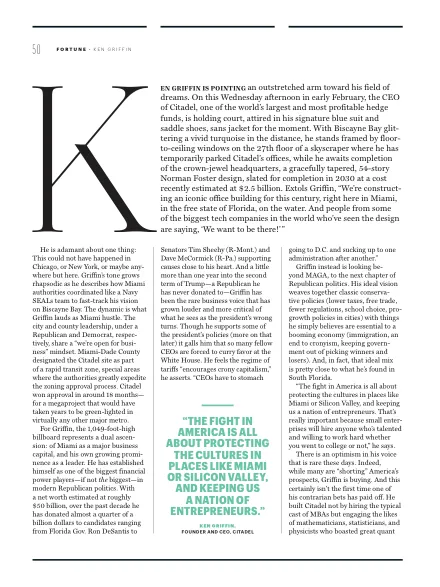 50 FORTUNE · KEN GRIFFIN
KEN GRIFFIN IS POINTING an outstretched arm toward his field of
dreams. On this Wednesday afternoon in early February, the CEO
of Citadel, one of the world's largest and most profitable hedge
funds, is holding court, attired in his signature blue suit and
saddle shoes, sans jacket for the moment. With Biscayne Bay glit-
tering a vivid turquoise in the distance, he stands framed by floor-
to-ceiling windows on the 27th floor of a skyscraper where he has
temporarily parked Citadel's offices, while he awaits completion
of the crown-jewel headquarters, a gracefully tapered, 54-story
Norman Foster design, slated for completion in 2030 at a cost
recently estimated at $2.5 billion. Extols Griffin, “We're construct-
ing an iconic office building for this century, right here in Miami,
in the free state of Florida, on the water. And people from some
of the biggest tech companies in the world who've seen the design
are saying, ‘We want to be there!’”
He is adamant about one thing:
This could not have happened in
Chicago, or New York, or maybe any-
where but here. Griffin's tone grows
rhapsodic as he describes how Miami
authorities coordinated like a Navy
SEALs team to fast-track his vision
on Biscayne Bay. The dynamic is what
Griffin lauds as Miami hustle. The
city and county leadership, under a
Republican and Democrat, respec-
tively, share a “we're open for busi-
ness” mindset. Miami-Dade County
designated the Citadel site as part
of a rapid transit zone, special areas
where the authorities greatly expedite
the zoning approval process. Citadel
won approval in around 18 months—
for a megaproject that would have
taken years to be green-lighted in
virtually any other major metro.
For Griffin, the 1,049-foot-high
billboard represents a dual ascen-
sion: of Miami as a major business
capital, and his own growing promi-
nence as a leader. He has established
himself as one of the biggest financial
power players—if not the biggest—in
modern Republican politics. With
a net worth estimated at roughly
$50 billion, over the past decade he
has donated almost a quarter of a
billion dollars to candidates ranging
from Florida Gov. Ron DeSantis to
Senators Tim Sheehy (R-Mont.) and
Dave McCormick (R-Pa.) supporting
causes close to his heart. And a little
more than one year into the second
term of Trump—a Republican he
has never donated to—Griffin has
been the rare business voice that has
grown louder and more critical of
what he sees as the president's wrong
turns. Though he supports some of
the president's policies (more on that
later) it galls him that so many fellow
CEOs are forced to curry favor at the
White House. He feels the regime of
tariffs “encourages crony capitalism,”
he asserts. “CEOs have to stomach
“THE FIGHT IN
AMERICA IS ALL
ABOUT PROTECTING
THE CULTURES IN
PLACES LIKE MIAMI
OR SILICON VALLEY,
AND KEEPING US
A NATION OF
ENTREPRENEURS.”
KEN GRIFFIN,
FOUNDER AND CEO, CITADEL
going to D.C. and sucking up to one
administration after another.”
Griffin instead is looking be-
yond MAGA, to the next chapter of
Republican politics. His ideal vision
weaves together classic conserva-
tive policies (lower taxes, free trade,
fewer regulations, school choice, pro-
growth policies in cities) with things
he simply believes are essential to a
booming economy (immigration, an
end to cronyism, keeping govern-
ment out of picking winners and
losers). And, in fact, that ideal mix
is pretty close to what he's found in
South Florida.
“The fight in America is all about
protecting the cultures in places like
Miami or Silicon Valley, and keeping
us a nation of entrepreneurs. That's
really important because small enter-
prises will hire anyone who's talented
and willing to work hard whether
you went to college or not,” he says.
There is an optimism in his voice
that is rare these days. Indeed,
while many are “shorting” America's
prospects, Griffin is buying. And this
certainly isn't the first time one of
his contrarian bets has paid off. He
built Citadel not by hiring the typical
cast of MBAs but engaging the likes
of mathematicians, statisticians, and
physicists who boasted great quant